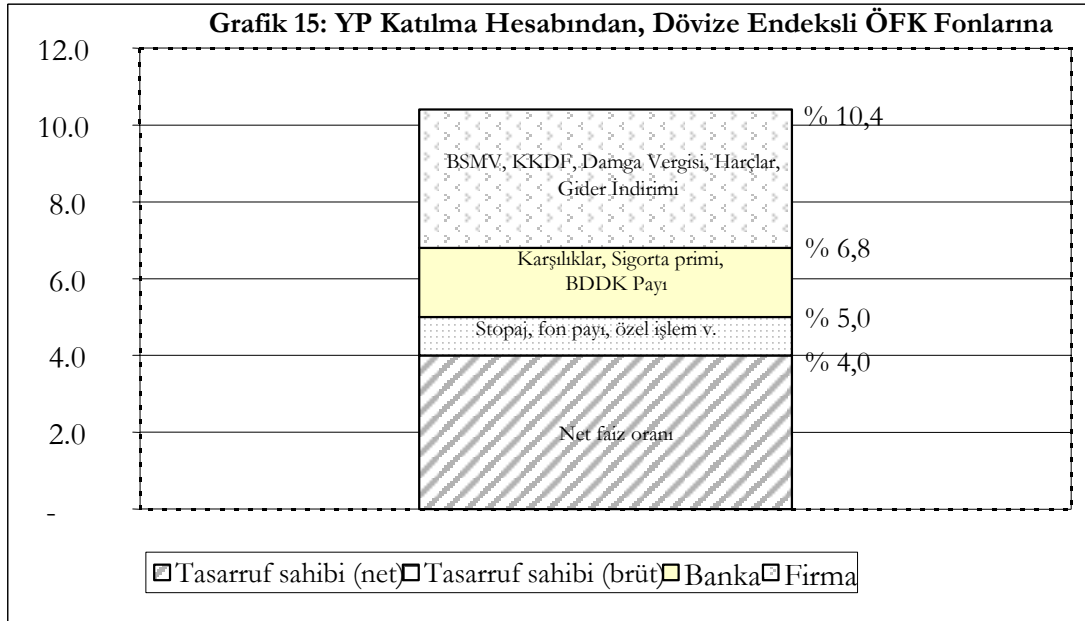 Grafik 15: YP Katılma Hesabından, Dövize Endeksli ÖFK Fonlarına
12.0
10.0
8.0
6.0
4.0
2.0
-
% 10,4
% 6,8
% 5,0
% 4,0
BSMV, KKDF, Damga Vergisi, Harçlar,
Gider İndirimi
Karşılıklar, Sigorta primi,
BDDK Payı
Stopaj, fon payı, özel işlem v.
Net faiz oranı
Tasarruf sahibi (net) Tasarruf sahibi (brüt) Banka Firma